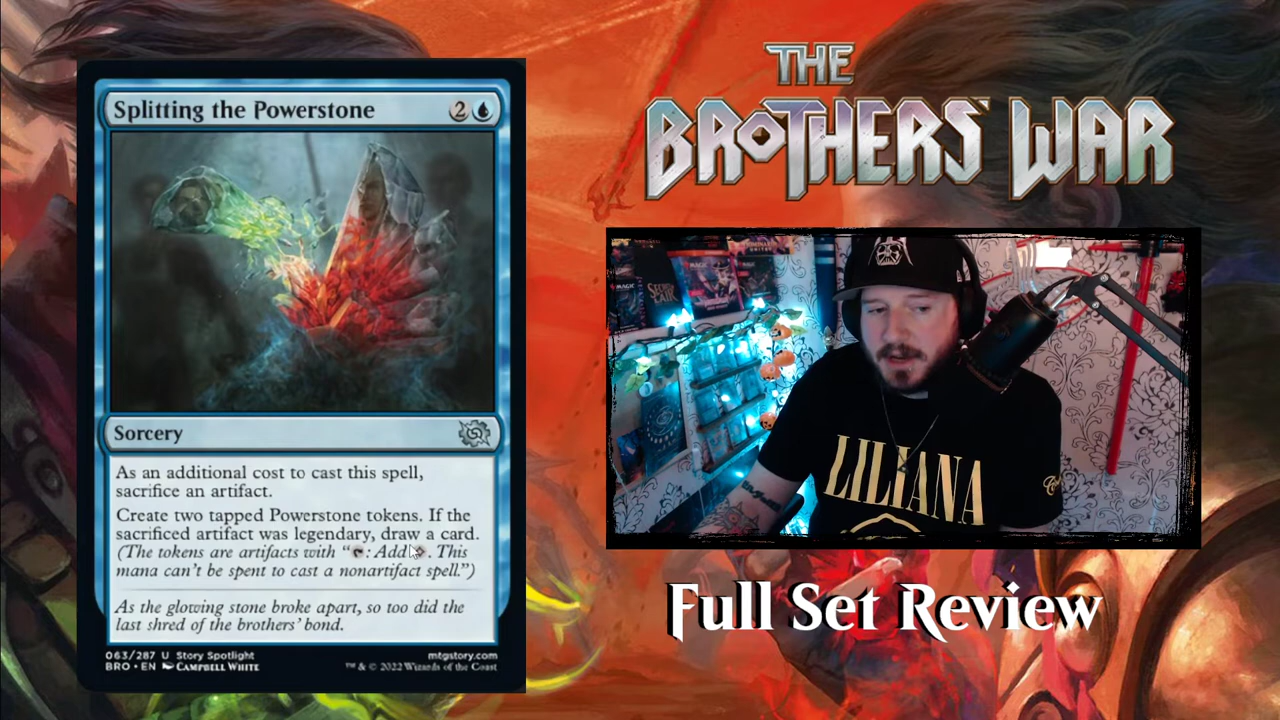 Splitting the Powerstone 2
Sorcery
As an additional cost to cast this spell,
sacrifice an artifact.
Create two tapped Powerstone tokens. If the
sacrificed artifact was legendary, draw a card.
(The tokens are artifacts with “: Add . This
mana can't be spent to cast a nonartifact spell.”)
As the glowing stone broke apart, so too did the
last shred of the brothers' bond.
063/287 U Story Spotlight
BRO • EN CAMPBELL WHITE
mtgstory.com
™ & © 2022 Wizards of the Coast
THE
BROTHERS' WAR
MAGIC
LILIANA
Full Set Review